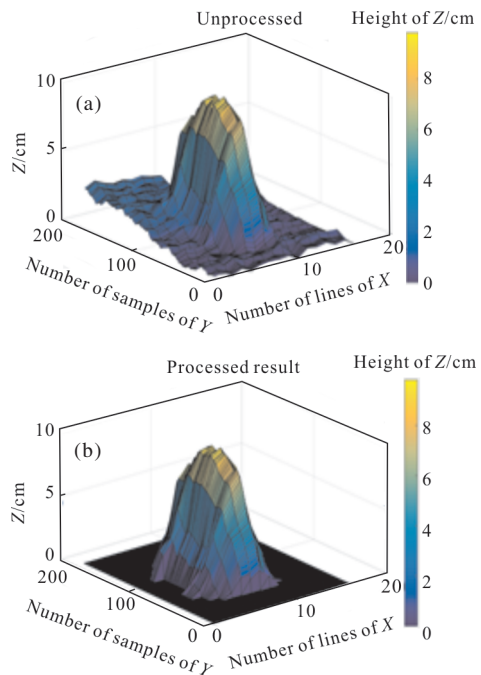 Unprocessed
Height of Z/cm
(a)
10
5
0
Z/cm
200
100
0
Number of samples of Y
0
10
20
Number of lines of X
8
6
4
2
0
Processed result
Height of Z/cm
(b)
10
5
0
Z/cm
200
100
0
Number of samples of Y
0
10
20
Number of lines of X
8
6
4
2
0